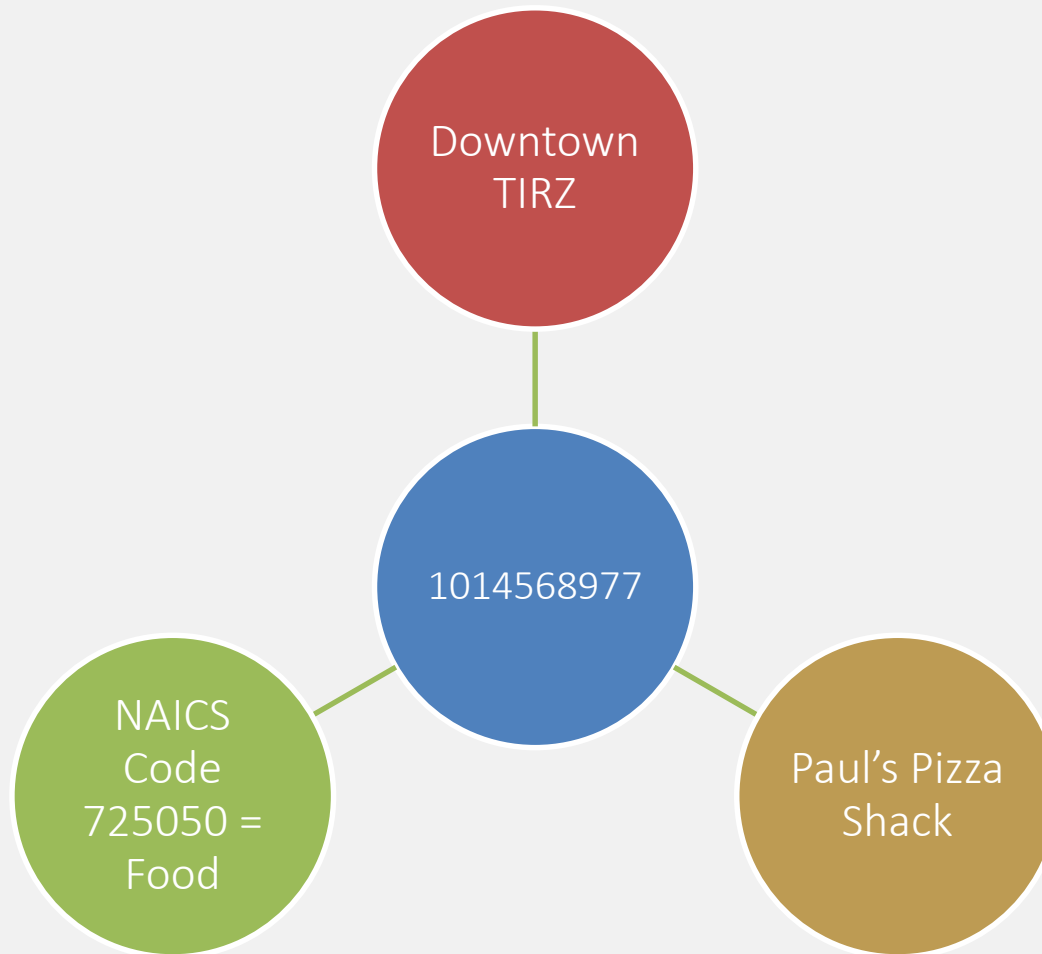 Downtown
TIRZ
1014568977
NAICS
Code
725050 =
Food
Paul’s Pizza
Shack